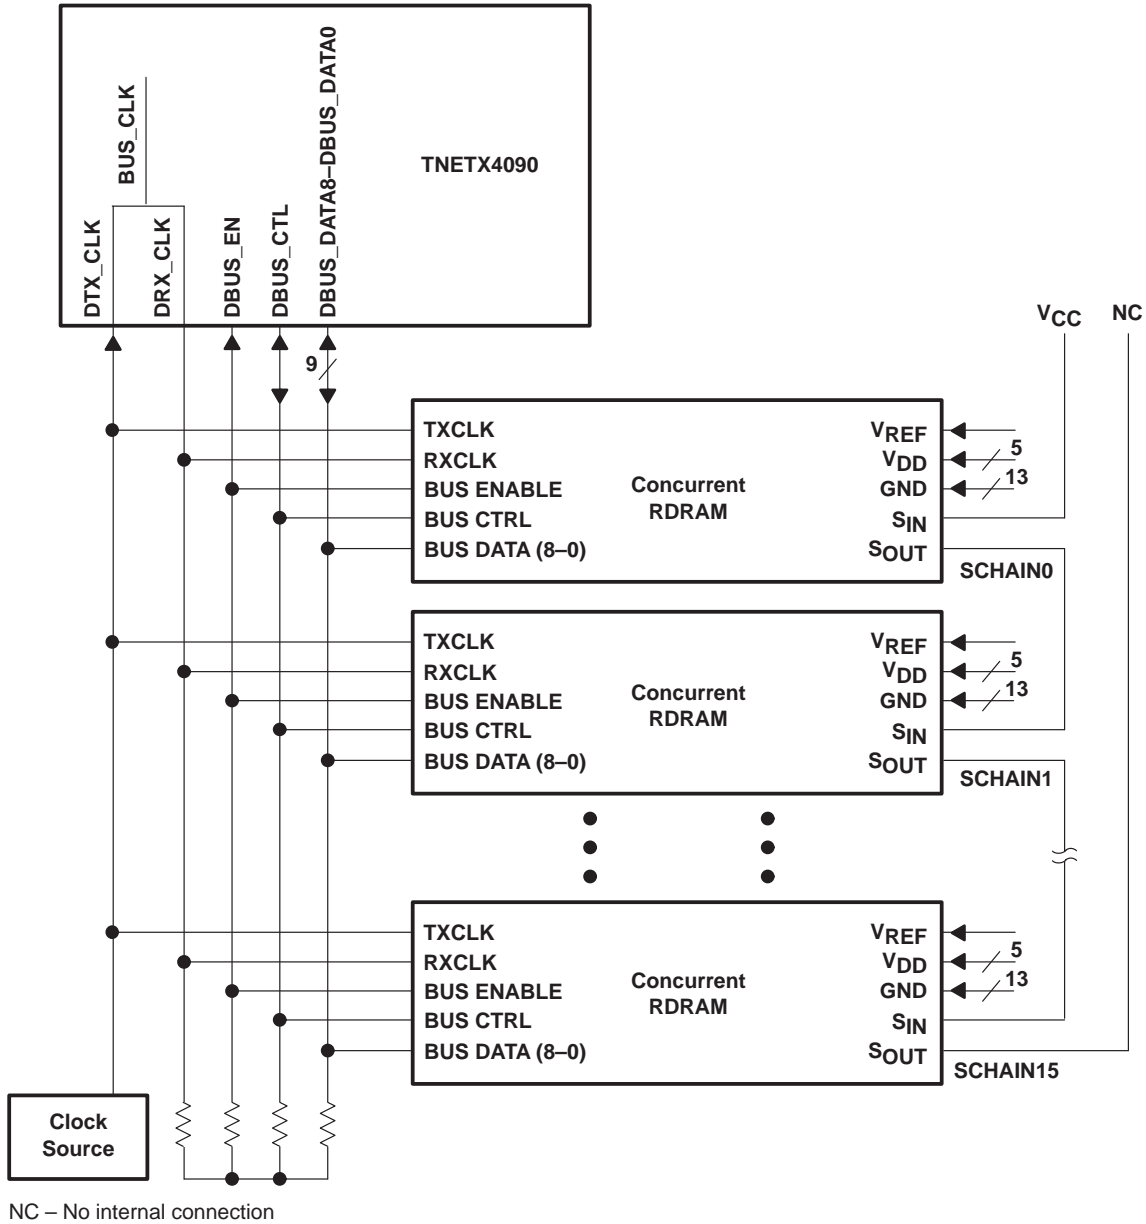 BUS_CLK
DTX_CLK
DRX_CLK
DBUS_EN
DBUS_CTL
DBUS_DATA8–DBUS_DATA0
TNETX4090
9
VCC
NC
TXCLK
RXCLK
BUS ENABLE
BUS CTRL
BUS DATA (8–0)
Concurrent
RDRAM
VREF
VDD
GND
SIN
SOUT
5
13
SCHAIN0
TXCLK
RXCLK
BUS ENABLE
BUS CTRL
BUS DATA (8–0)
Concurrent
RDRAM
VREF
VDD
GND
SIN
SOUT
5
13
SCHAIN1
TXCLK
RXCLK
BUS ENABLE
BUS CTRL
BUS DATA (8–0)
Concurrent
RDRAM
VREF
VDD
GND
SIN
SOUT
5
13
SCHAIN15
Clock
Source
NC – No internal connection